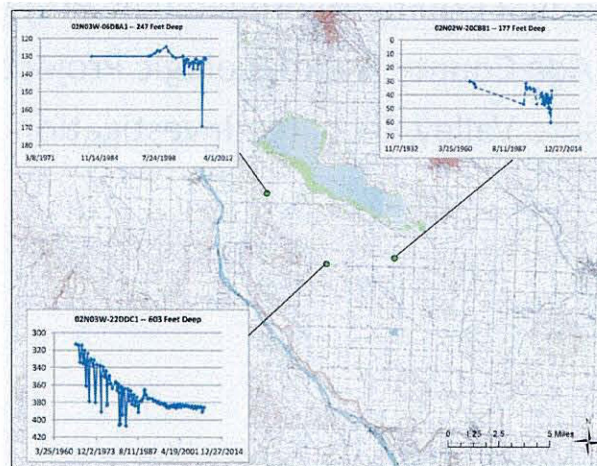 02N03W-06DBA1 -- 247 Feet Deep
120
130
140
150
160
170
180
3/8/1971 11/14/1984 7/24/1998 4/1/2012
02N02W-20CBB1 -- 177 Feet Deep
0
10
20
30
40
50
60
70
11/7/1932 3/25/1960 8/11/1987 12/27/2014
02N03W-22DDC1 -- 603 Feet Deep
300
320
340
360
380
400
420
3/25/1960 12/2/1973 8/11/1987 4/19/2001 12/27/2014
0 1.25 2.5 5 Miles
N